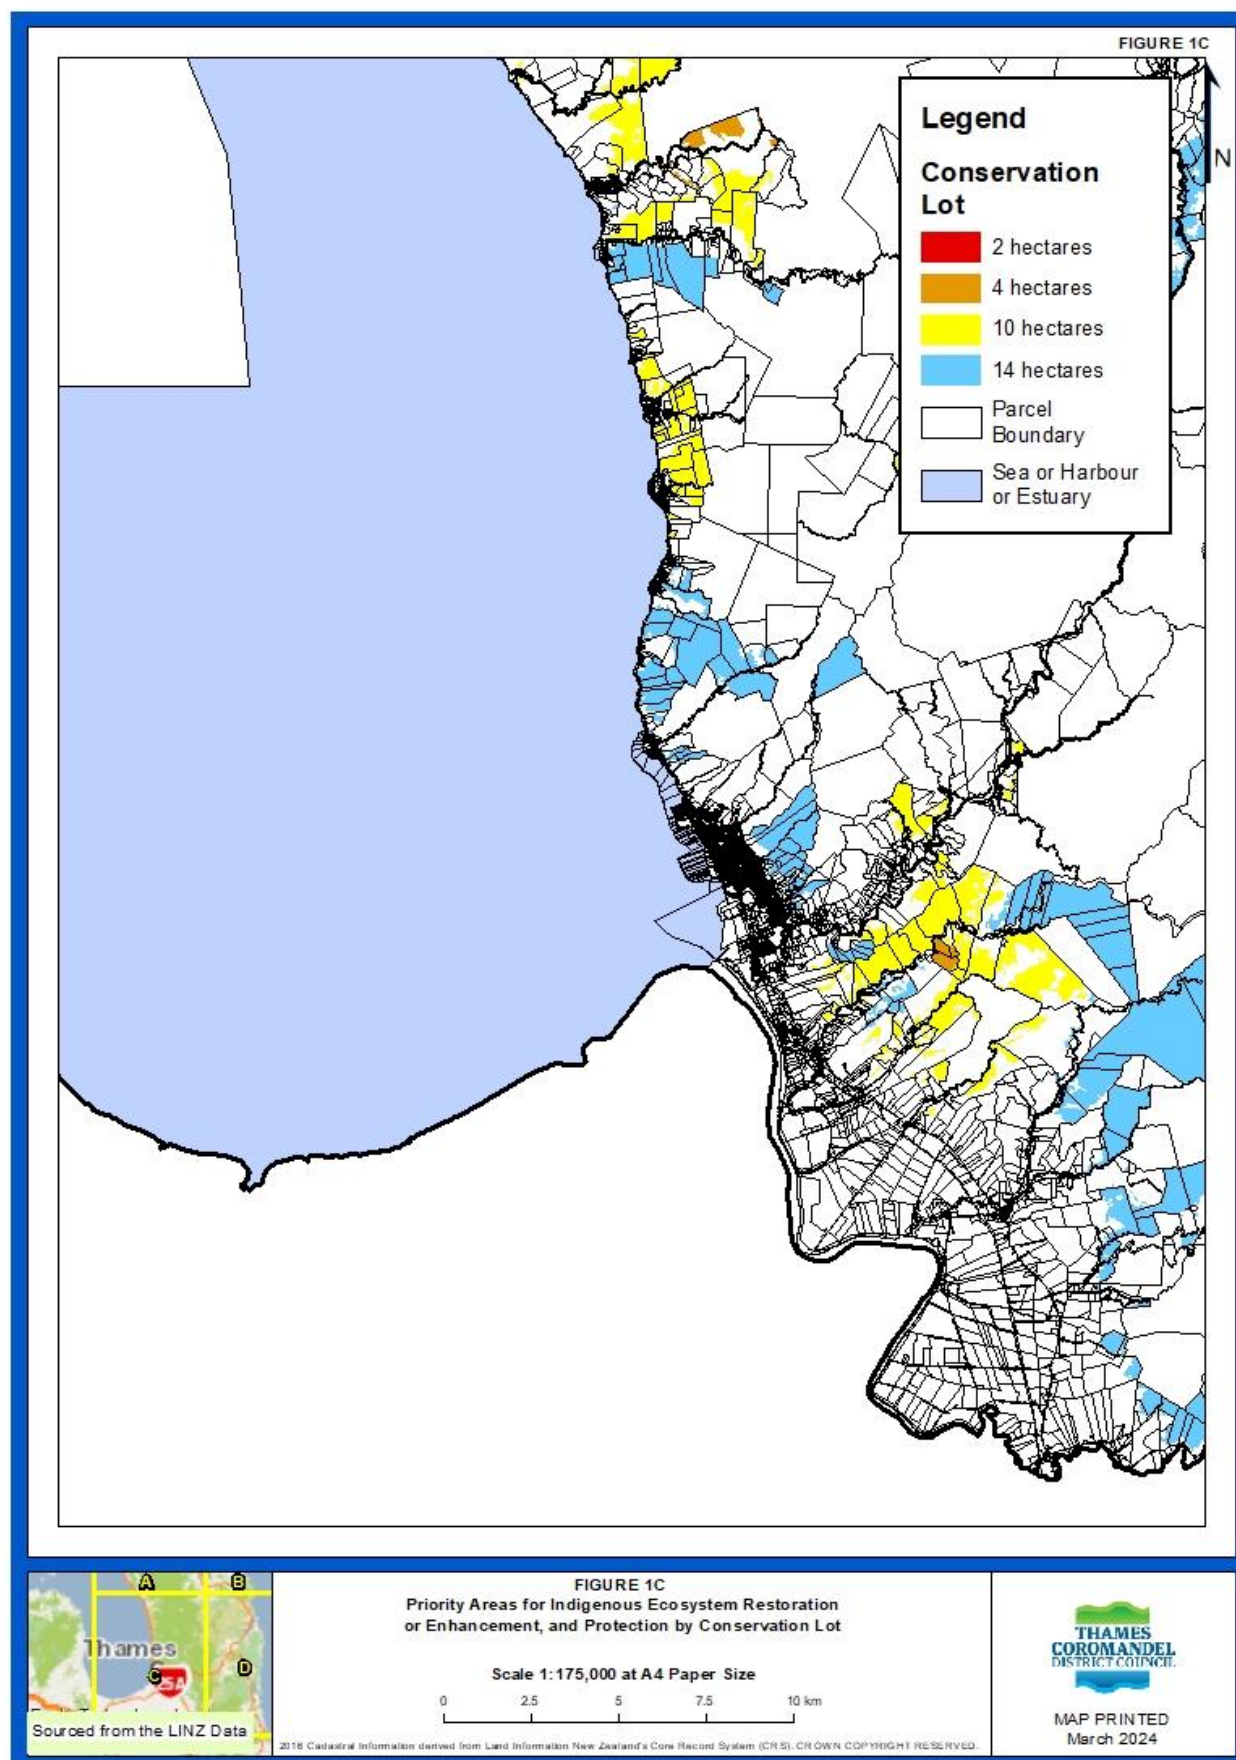 FIGURE 1C
Legend
Conservation
Lot
2 hectares
4 hectares
10 hectares
14 hectares
Parcel
Boundary
Sea or Harbour
or Estuary
N
A
B
Thames
C
25A
D
Sourced from the LINZ Data
FIGURE 1C
Priority Areas for Indigenous Ecosystem Restoration
or Enhancement, and Protection by Conservation Lot
Scale 1:175,000 at A4 Paper Size
0 2.5 5 7.5 10 km
2016 Cadastral Information derived from Land Information New Zealand's Core Record System (CRS). CROWN COPYRIGHT RESERVED.
THAMES
COROMANDEL
DISTRICT COUNCIL
MAP PRINTED
March 2024